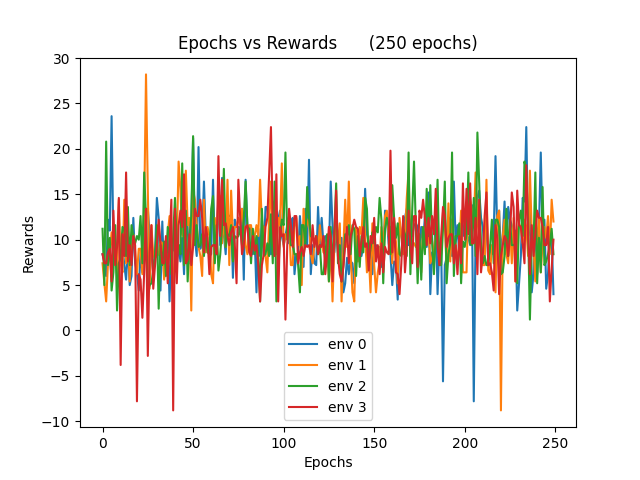 Epochs vs Rewards      (250 epochs)
30
25
20
15
10
5
0
−5
−10
Rewards
env 0
env 1
env 2
env 3
0 50 100 150 200 250
Epochs